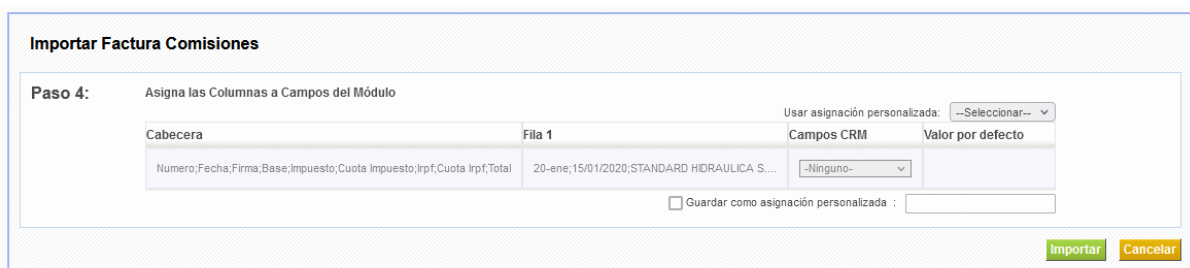 Importar Factura Comisiones
Paso 4: Asigna las Columnas a Campos del Módulo
Usar asignación personalizada: --Seleccionar--
Cabecera Fila 1 Campos CRM Valor por defecto
Numero;Fecha;Firma;Base;Impuesto;Cuota Impuesto;Irpf;Cuota Irpf;Total 20-ene;15/01/2020;STANDARD HIDRAULICA S.... -Ninguno-
Guardar como asignación personalizada :
Importar Cancelar